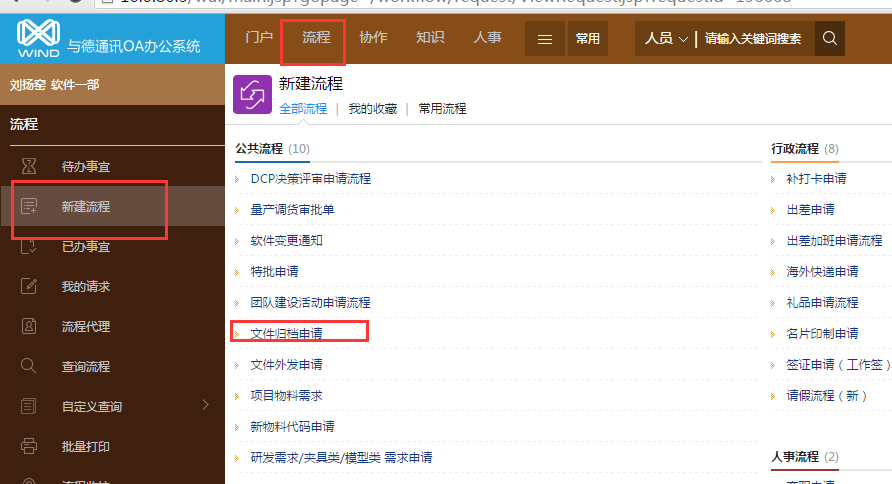 WIND 与德通讯OA办公系统
门户 流程 协作 知识 人事 常用 人员 请输入关键词搜索
刘扬窑 软件一部
流程
待办事宜
新建流程
已办事宜
我的请求
流程代理
查询流程
自定义查询
批量打印
新建流程
全部流程 | 我的收藏 | 常用流程
公共流程 (10)
DCP决策评审申请流程
量产调货审批单
软件变更通知
特批申请
团队建设活动申请流程
文件归档申请
文件外发申请
项目物料需求
新物料代码申请
研发需求/夹具类/模型类 需求申请
行政流程 (8)
补打卡申请
出差申请
出差加班申请流程
海外快递申请
礼品申请流程
名片印制申请
签证申请（工作签）
请假流程（新）
人事流程 (2)